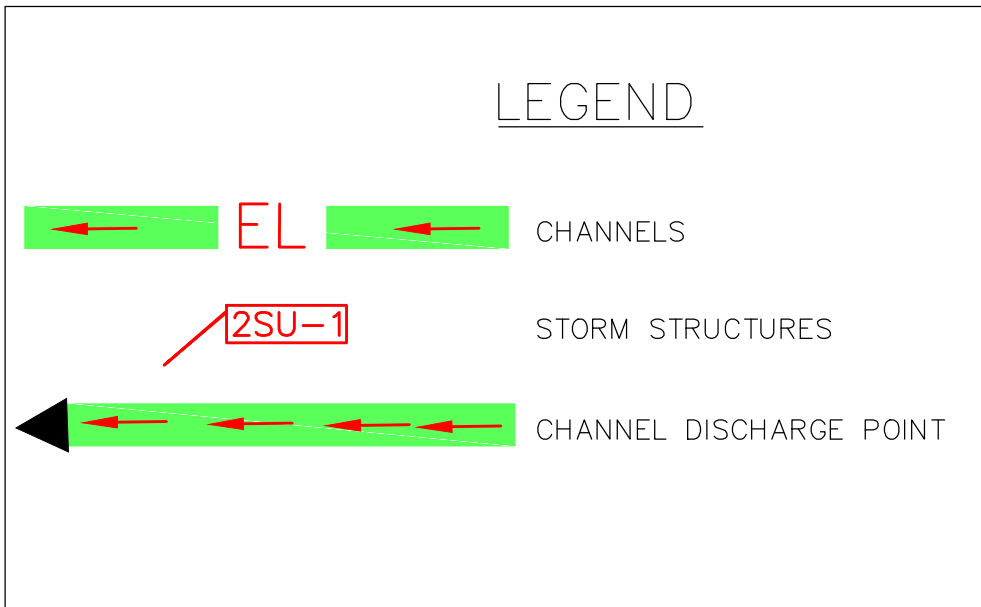 LEGEND
EL CHANNELS
2SU-1 STORM STRUCTURES
CHANNEL DISCHARGE POINT